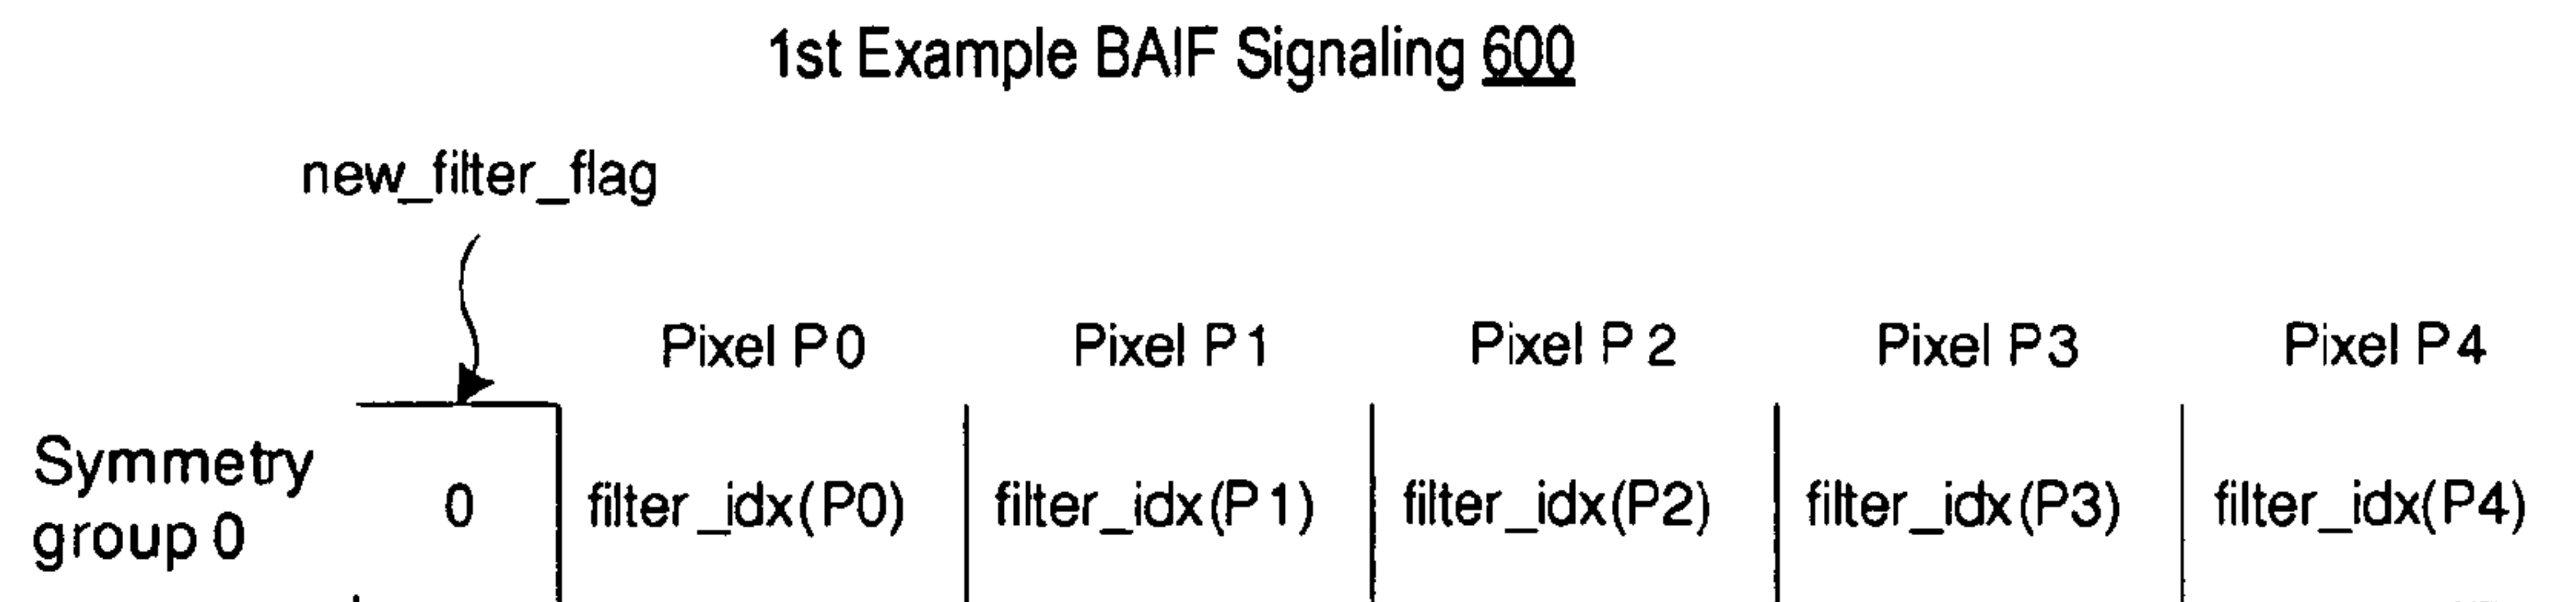 1st Example BAIF Signaling 600
new_filter_flag
Pixel P0 Pixel P1 Pixel P2 Pixel P3 Pixel P4
Symmetry group 0 0 filter_idx(P0) filter_idx(P1) filter_idx(P2) filter_idx(P3) filter_idx(P4)